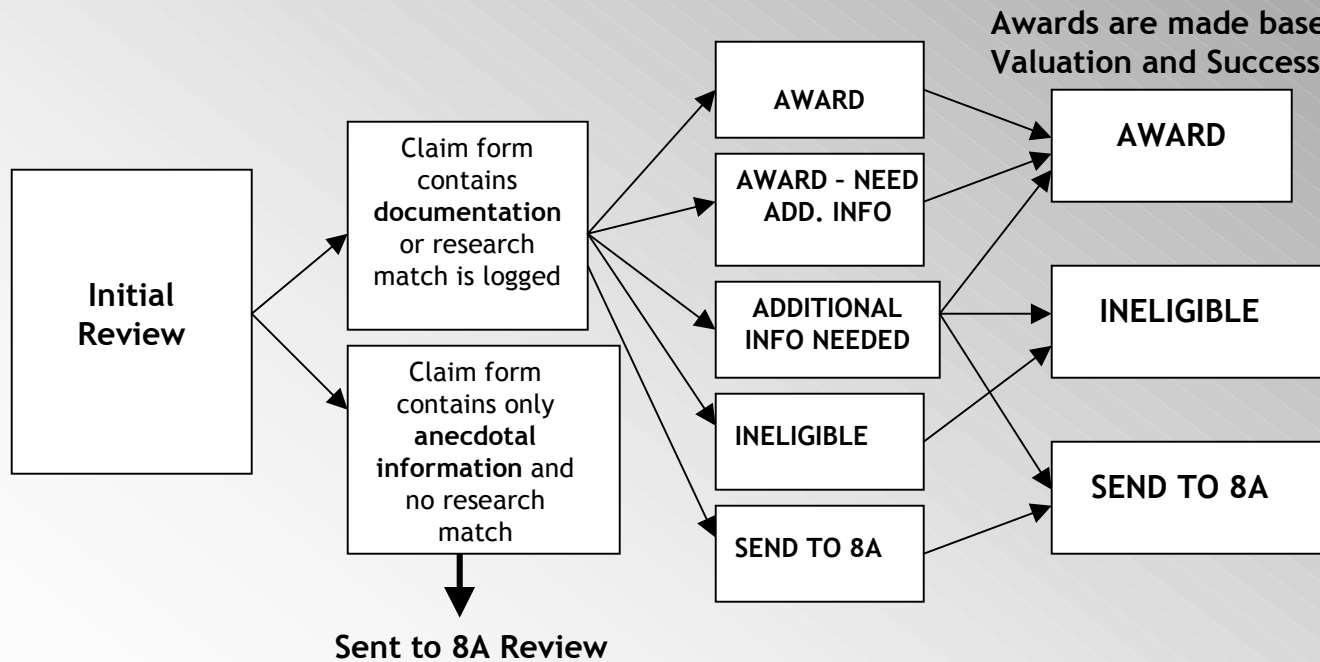 Awards are made base
Valuation and Success
Initial
Review
Claim form
contains
documentation
or research
match is logged
Claim form
contains only
anecdotal
information and
no research
match
Sent to 8A Review
AWARD
AWARD - NEED
ADD. INFO
ADDITIONAL
INFO NEEDED
INELIGIBLE
SEND TO 8A
AWARD
INELIGIBLE
SEND TO 8A